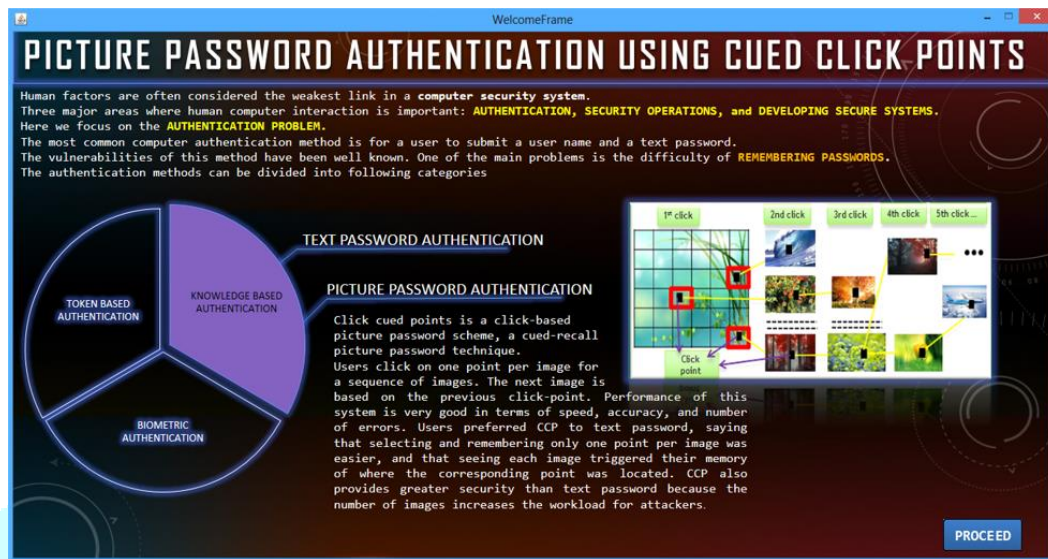 WelcomeFrame
PICTURE PASSWORD AUTHENTICATION USING CUED CLICK POINTS
Human factors are often considered the weakest link in a computer security system.
Three major areas where human computer interaction is important: AUTHENTICATION, SECURITY OPERATIONS, and DEVELOPING SECURE SYSTEMS.
Here we focus on the AUTHENTICATION PROBLEM.
The most common computer authentication method is for a user to submit a user name and a text password.
The vulnerabilities of this method have been well known. One of the main problems is the difficulty of REMEMBERING PASSWORDS.
The authentication methods can be divided into following categories
TOKEN BASED
AUTHENTICATION
KNOWLEDGE BASED
AUTHENTICATION
BIOMETRIC
AUTHENTICATION
TEXT PASSWORD AUTHENTICATION
PICTURE PASSWORD AUTHENTICATION
Click cued points is a click-based
picture password scheme, a cued-recall
picture password technique.
Users click on one point per image for
a sequence of images. The next image is
based on the previous click-point. Performance of this
system is very good in terms of speed, accuracy, and number
of errors. Users preferred CCP to text password, saying
that selecting and remembering only one point per image was
easier, and that seeing each image triggered their memory
of where the corresponding point was located. CCP also
provides greater security than text password because the
number of images increases the workload for attackers.
1st click
2nd click
3rd click
4th click
5th click...
Click
point
PROCEED